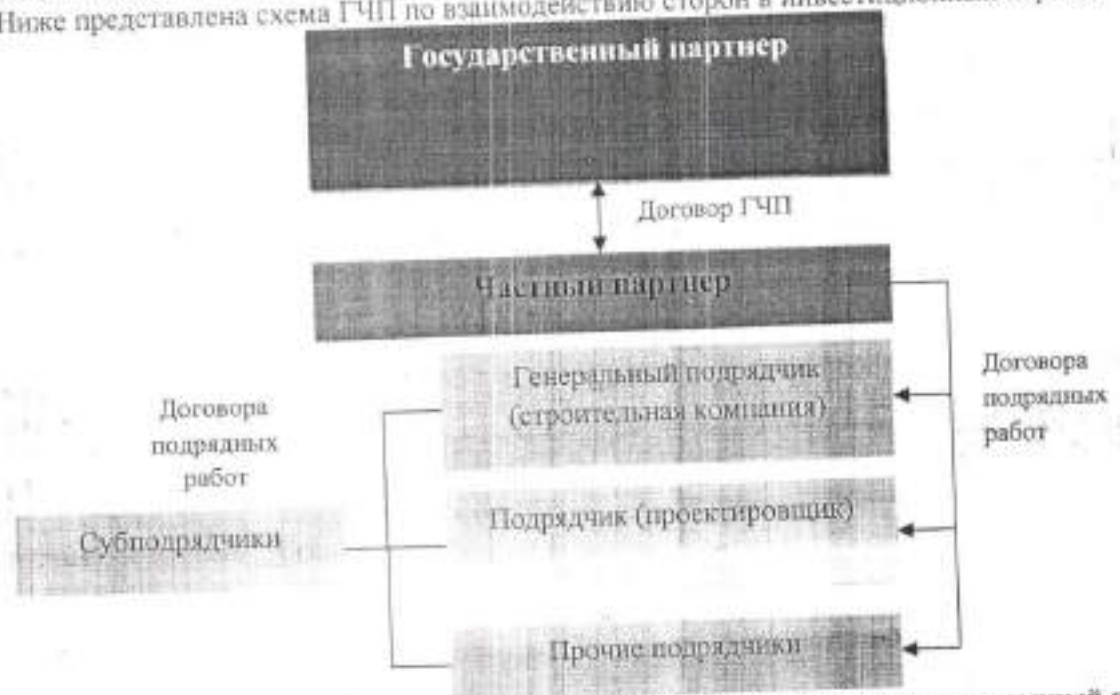 Ниже представлена схема ГЧП по взаимодействию сторон в
Государственный партнер
Договор ГЧП
Частный партнер
Генеральный подрядчик
(строительная компания)
Договора
подрядных
работ
Договора
подрядных
работ
Подрядчик (проектировщик)
Субподрядчики
Прочие подрядчики